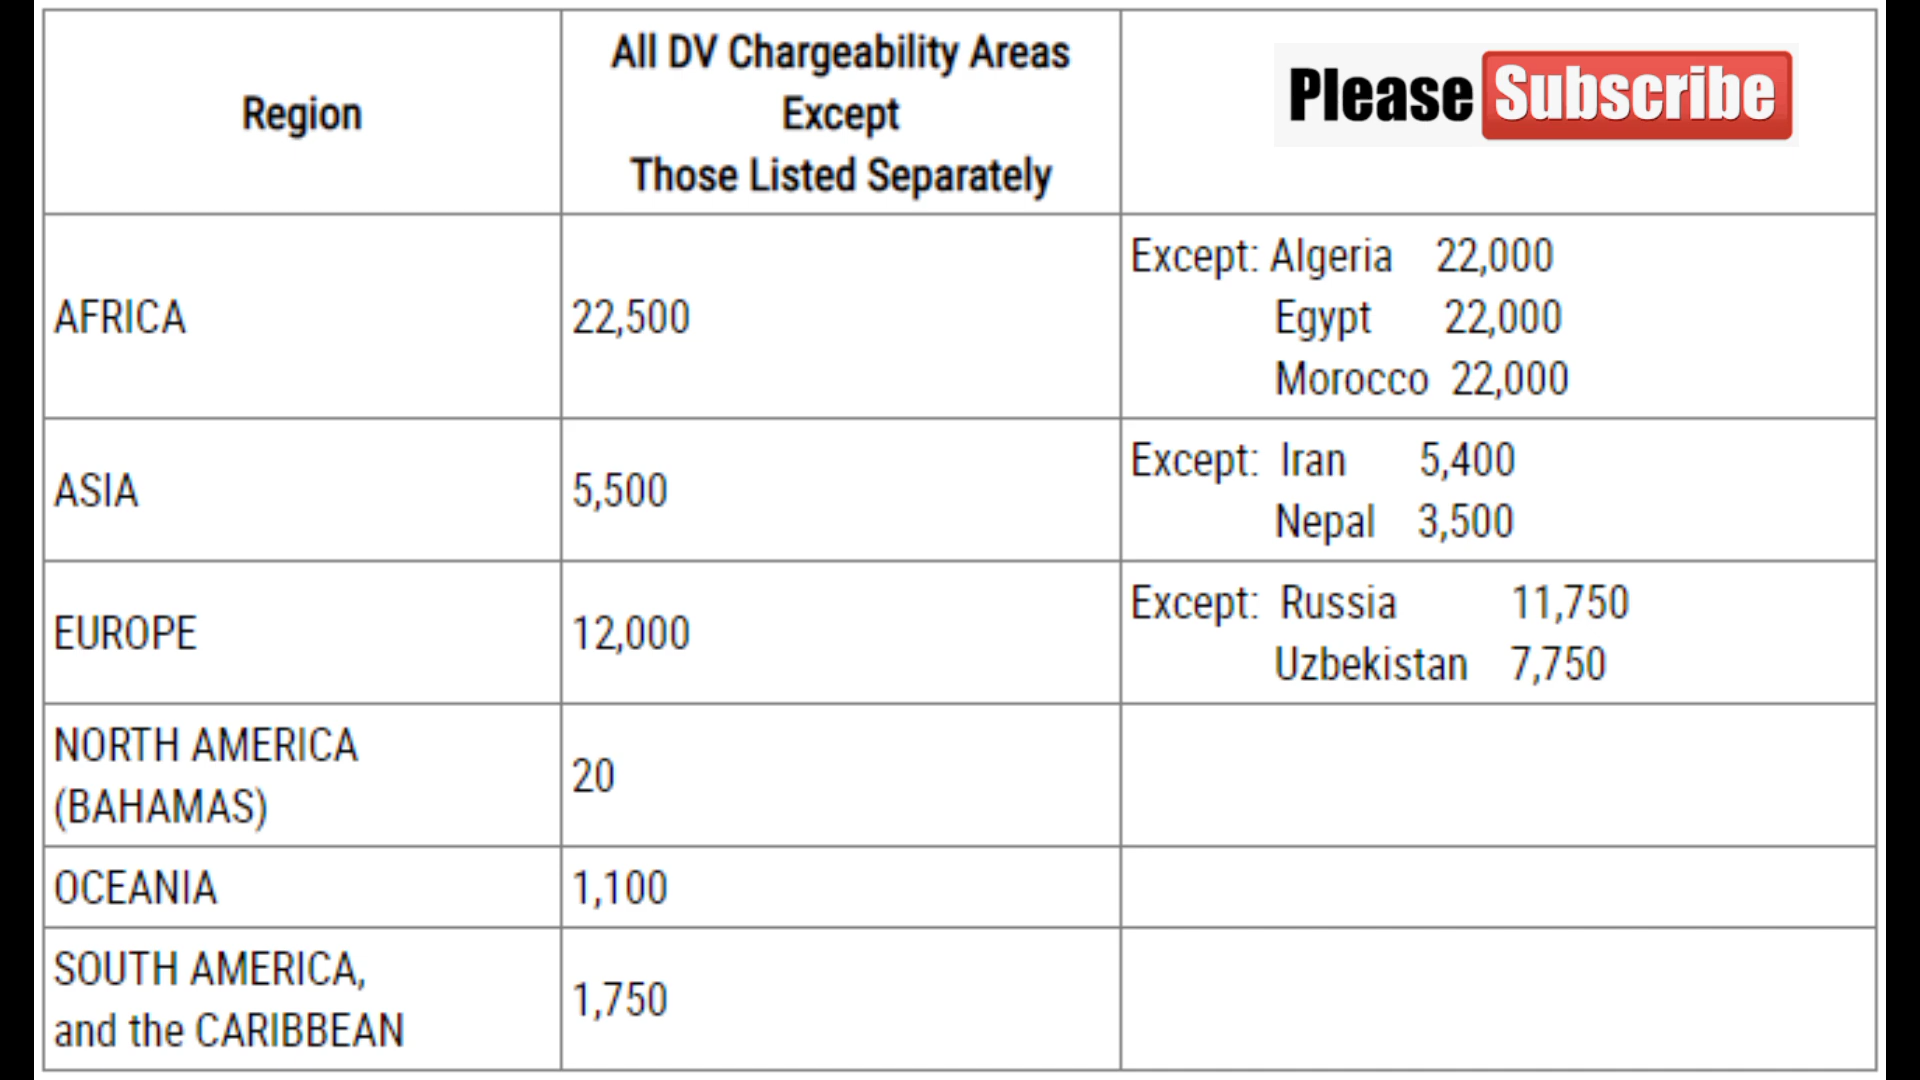 Region
All DV Chargeability Areas
Except
Those Listed Separately
Please Subscribe
AFRICA
22,500
Except: Algeria 22,000
Egypt 22,000
Morocco 22,000
ASIA
5,500
Except: Iran 5,400
Nepal 3,500
EUROPE
12,000
Except: Russia 11,750
Uzbekistan 7,750
NORTH AMERICA
(BAHAMAS)
20
OCEANIA
1,100
SOUTH AMERICA,
and the CARIBBEAN
1,750